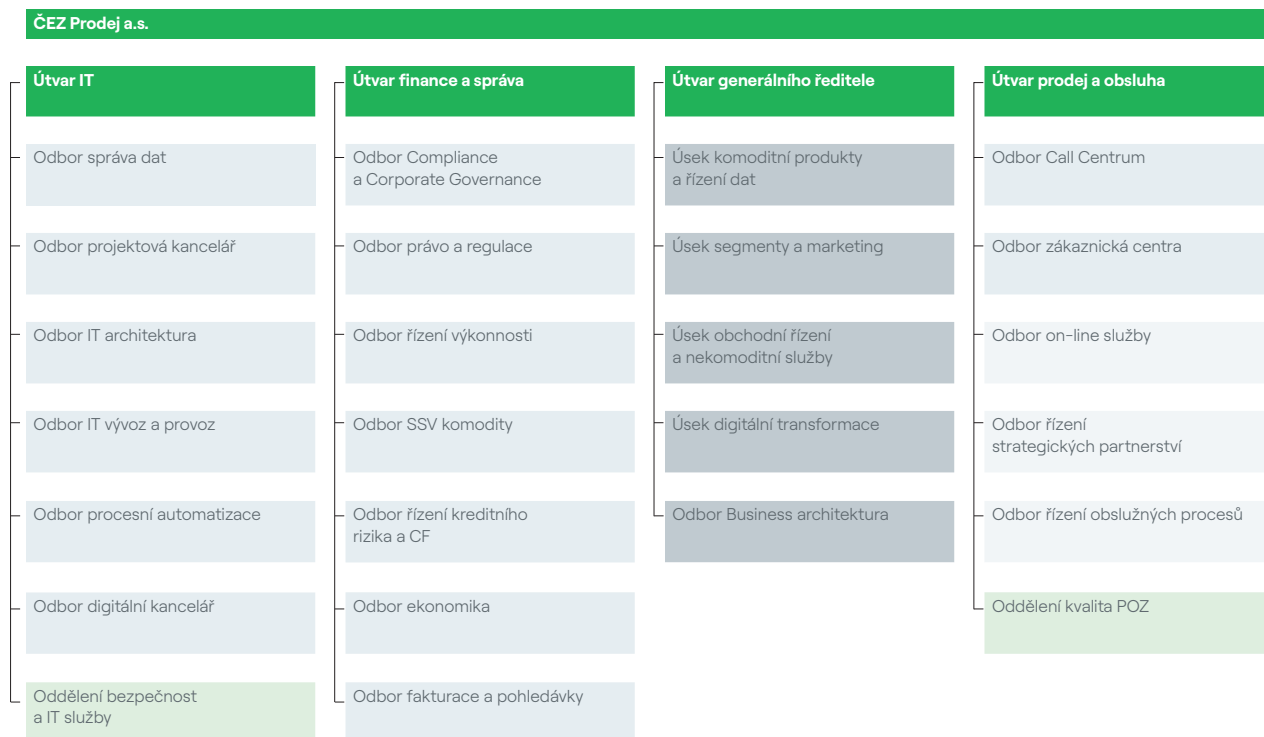 ČEZ Prodej a.s.
Útvar IT
Odbor správa dat
Odbor projektová kancelář
Odbor IT architektura
Odbor IT vývoz a provoz
Odbor procesní automatizace
Odbor digitální kancelář
Oddělení bezpečnost
a IT služby
Útvar finance a správa
Odbor Compliance
a Corporate Governance
Odbor právo a regulace
Odbor řízení výkonnosti
Odbor SSV komodity
Odbor řízení kreditního
rizika a CF
Odbor ekonomika
Odbor fakturace a pohledávky
Útvar generálního ředitele
Úsek komoditní produkty
a řízení dat
Úsek segmenty a marketing
Úsek obchodní řízení
a nekomoditní služby
Úsek digitální transformace
Odbor Business architektura
Útvar prodej a obsluha
Odbor Call Centrum
Odbor zákaznická centra
Odbor on-line služby
Odbor řízení
strategických partnerství
Odbor řízení obslužných procesů
Oddělení kvalita POZ